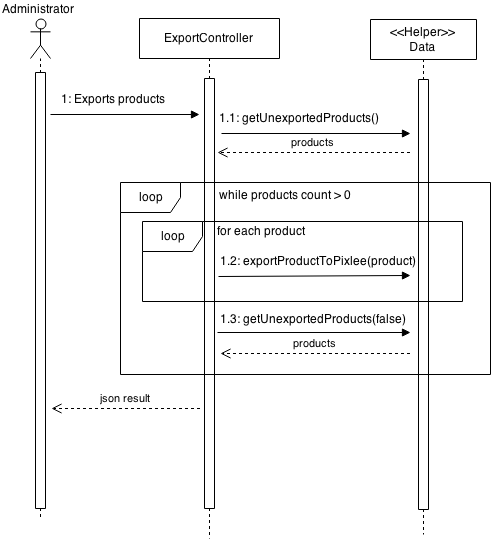 Administrator
ExportController
<<Helper>>
Data
1: Exports products
1.1: getUnexportedProducts()
products
loop
while products count > 0
loop
for each product
1.2: exportProductToPixlee(product)
1.3: getUnexportedProducts(false)
products
json result